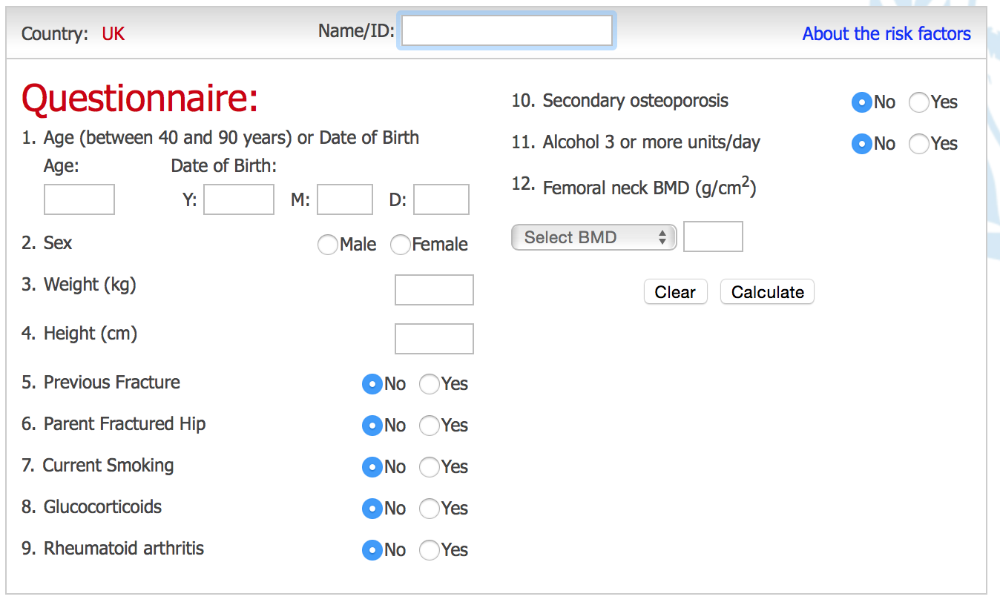 Country: UK
Name/ID:
About the risk factors
Questionnaire:
1. Age (between 40 and 90 years) or Date of Birth
Age: Date of Birth:
Y: M: D:
2. Sex Male Female
3. Weight (kg)
4. Height (cm)
5. Previous Fracture No Yes
6. Parent Fractured Hip No Yes
7. Current Smoking No Yes
8. Glucocorticoids No Yes
9. Rheumatoid arthritis No Yes
10. Secondary osteoporosis No Yes
11. Alcohol 3 or more units/day No Yes
12. Femoral neck BMD (g/cm²)
Select BMD
Clear Calculate